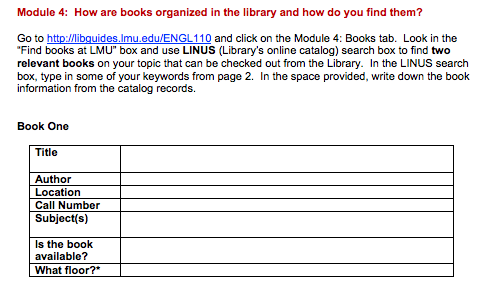 Module 4:  How are books organized in the library and how do you find them?
Go to http://libguides.lmu.edu/ENGL110 and click on the Module 4: Books tab.  Look in the
"Find books at LMU" box and use LINUS (Library's online catalog) search box to find two
relevant books on your topic that can be checked out from the Library.  In the LINUS search
box, type in some of your keywords from page 2.  In the space provided, write down the book
information from the catalog records.
Book One
Title
Author
Location
Call Number
Subject(s)
Is the book
available?
What floor?*